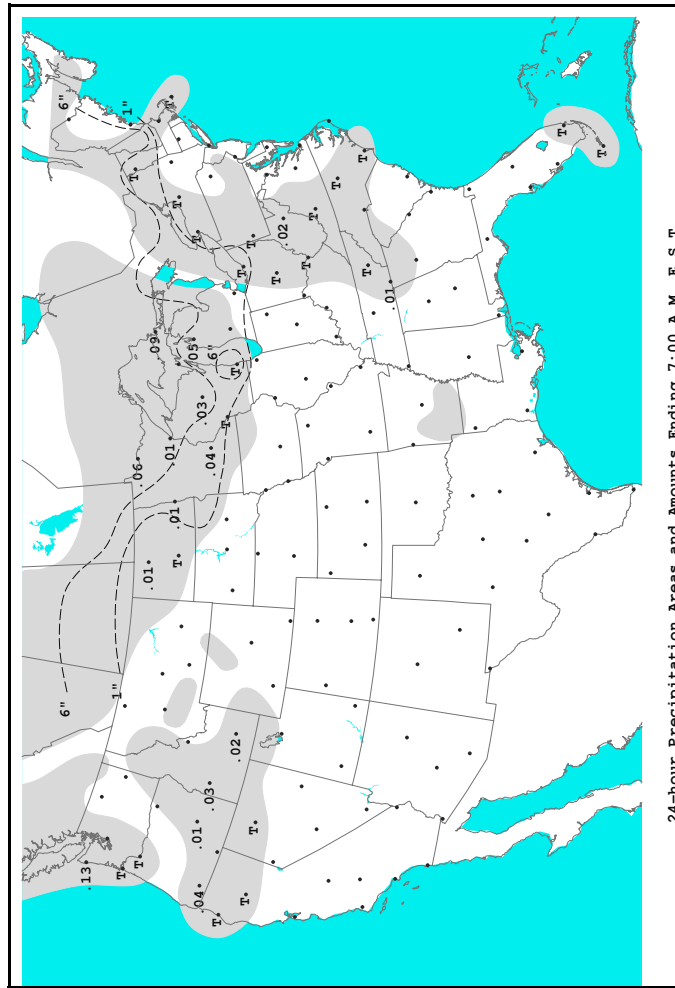 6"
6"
.13
1"
T
1"
T
.06
T
.01
.09
.01
T
.01
T
T
.05
.01
T
.04
.03
.03
.04
6"
T
T
T
.02
T
T
T
T
T
.02
T
T
T
T
T
.01
T
T
24-hour Precipitation Areas and Amounts Ending 7:00 A.M. E.S.T.